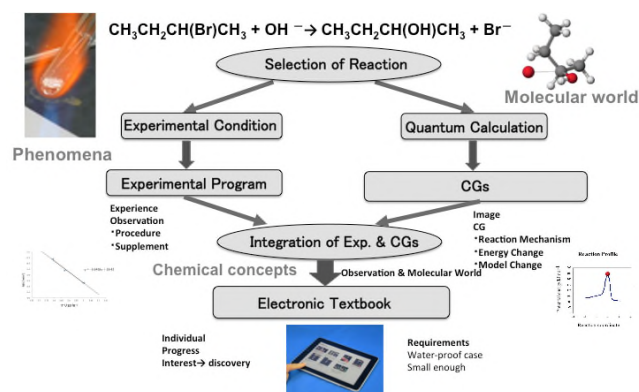 CH₃CH₂CH(Br)CH₃ + OH ⁻→ CH₃CH₂CH(OH)CH₃ + Br⁻
Selection of Reaction
Molecular world
Experimental Condition
Quantum Calculation
Phenomena
Experimental Program
CGs
Experience
Observation
•Procedure
•Supplement
Image
CG
•Reaction Mechanism
•Energy Change
•Model Change
Integration of Exp. & CGs
Chemical concepts
Observation & Molecular World
Reaction Profile
Electronic Textbook
Individual
Progress
Interest→ discovery
Requirements
Water-proof case
Small enough